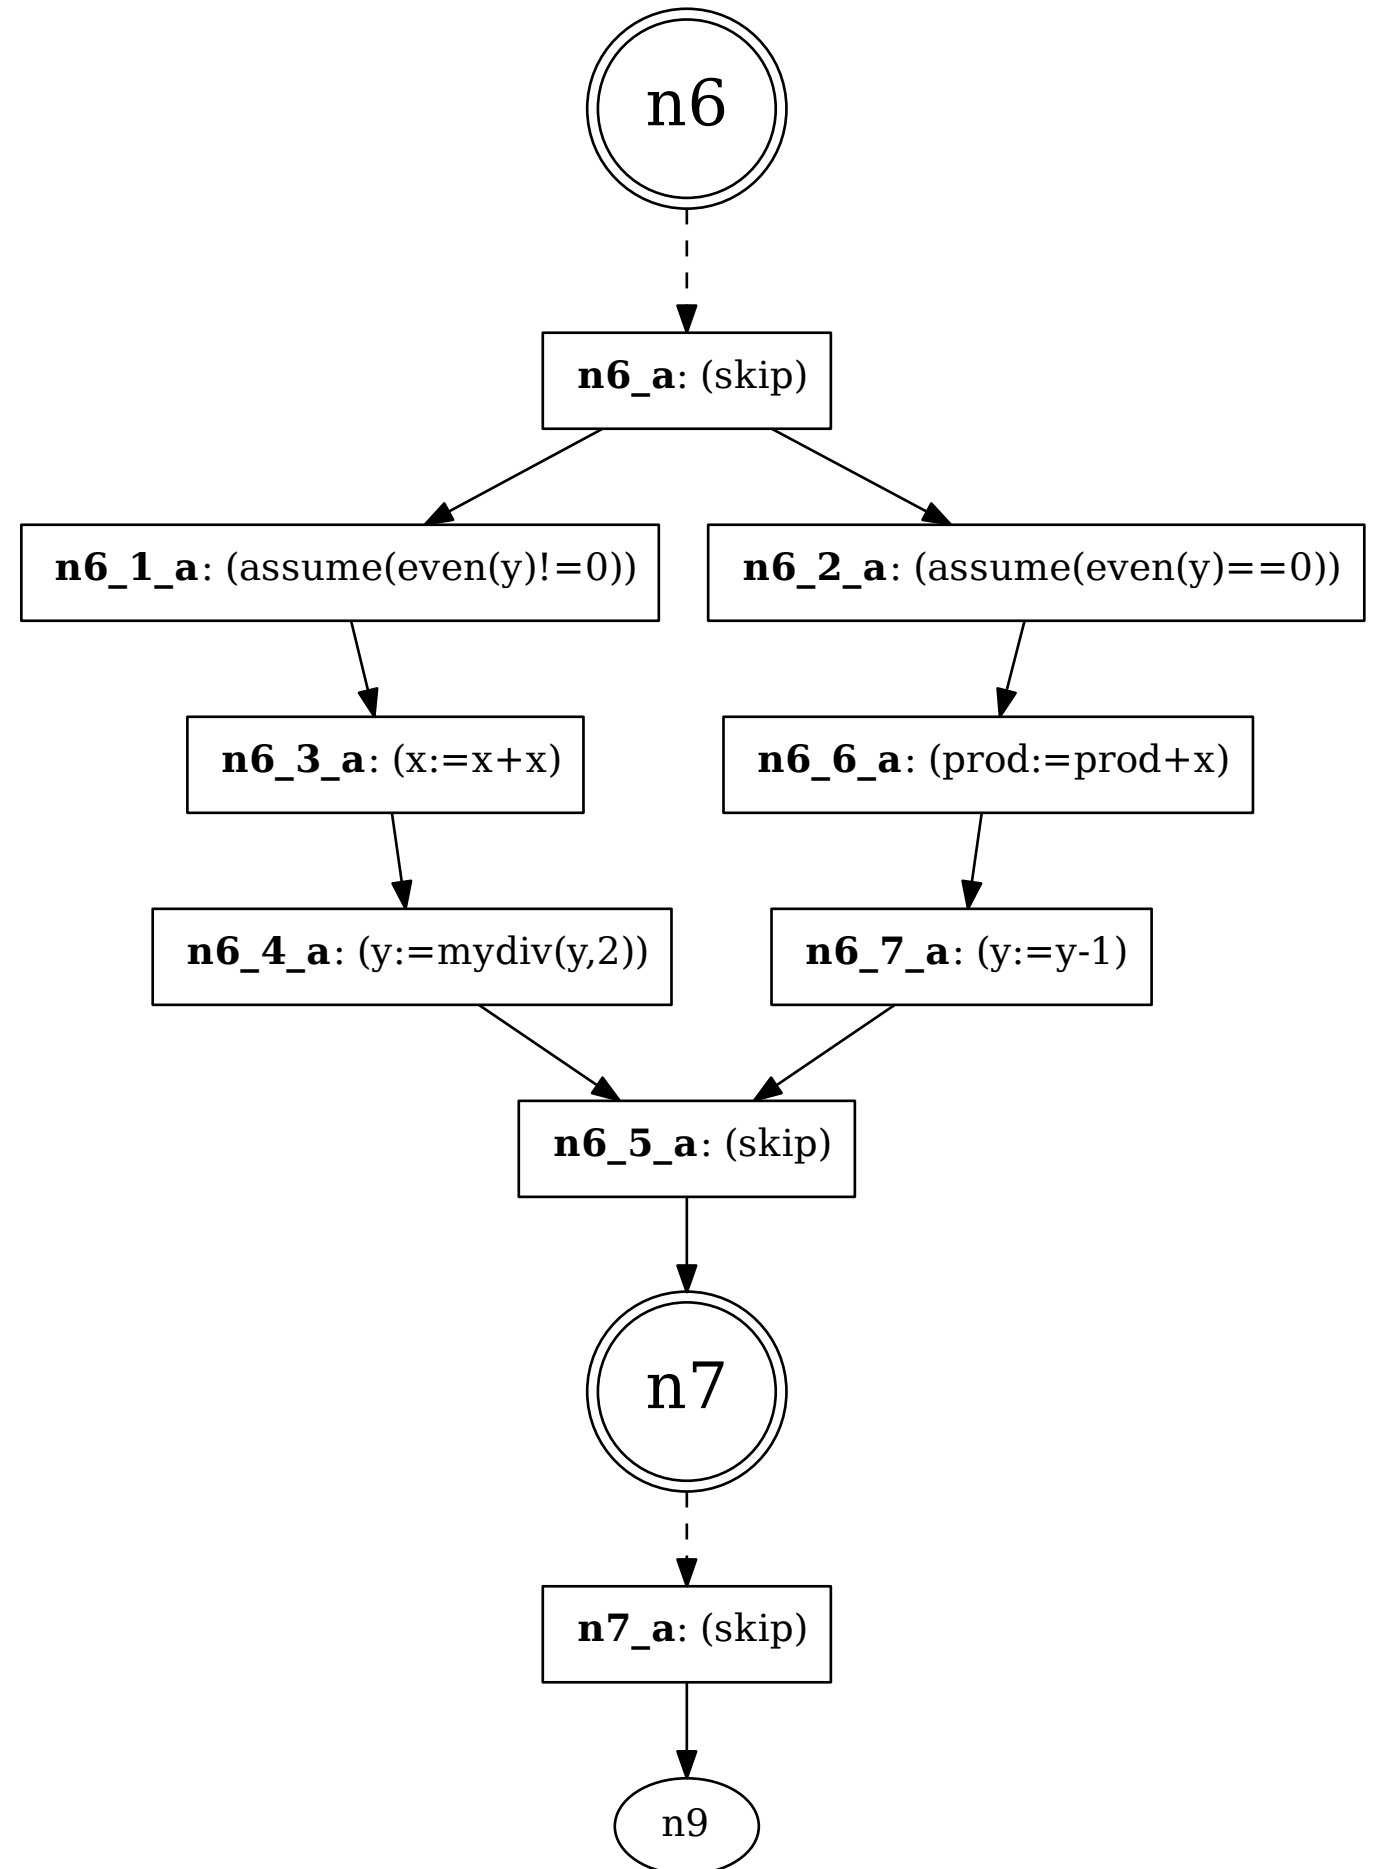 n6
n6_a: (skip)
n6_1_a: (assume(even(y)!=0))
n6_2_a: (assume(even(y)==0))
n6_3_a: (x:=x+x)
n6_6_a: (prod:=prod+x)
n6_4_a: (y:=mydiv(y,2))
n6_7_a: (y:=y-1)
n6_5_a: (skip)
n7
n7_a: (skip)
n9